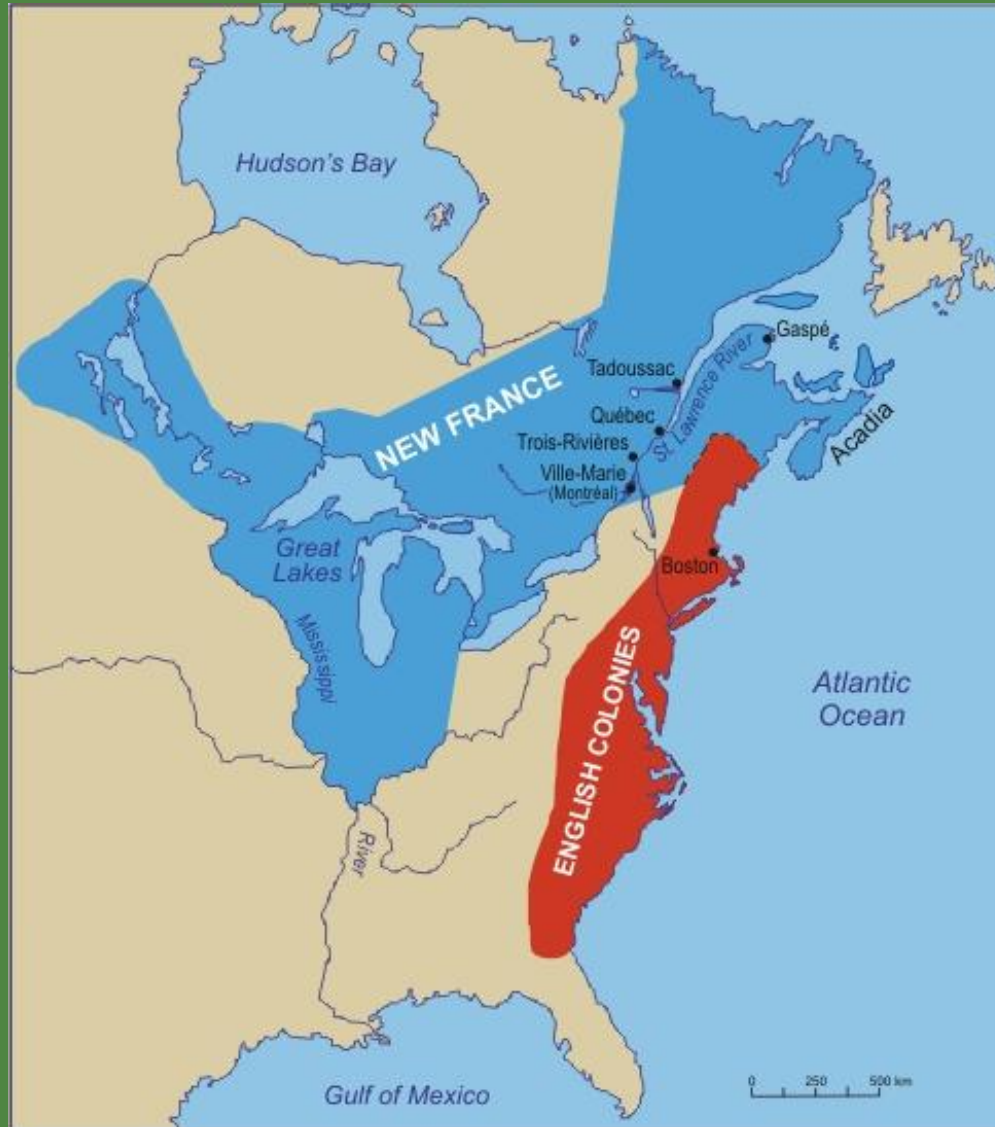 Hudson's Bay
Gaspé
Tadoussac
St. Lawrence River
Québec
NEW FRANCE
Trois-Rivières
Acadia
Ville-Marie
(Montréal)
Great
Lakes
Boston
Mississippi
ENGLISH COLONIES
Atlantic
Ocean
River
0 250 500 km
Gulf of Mexico